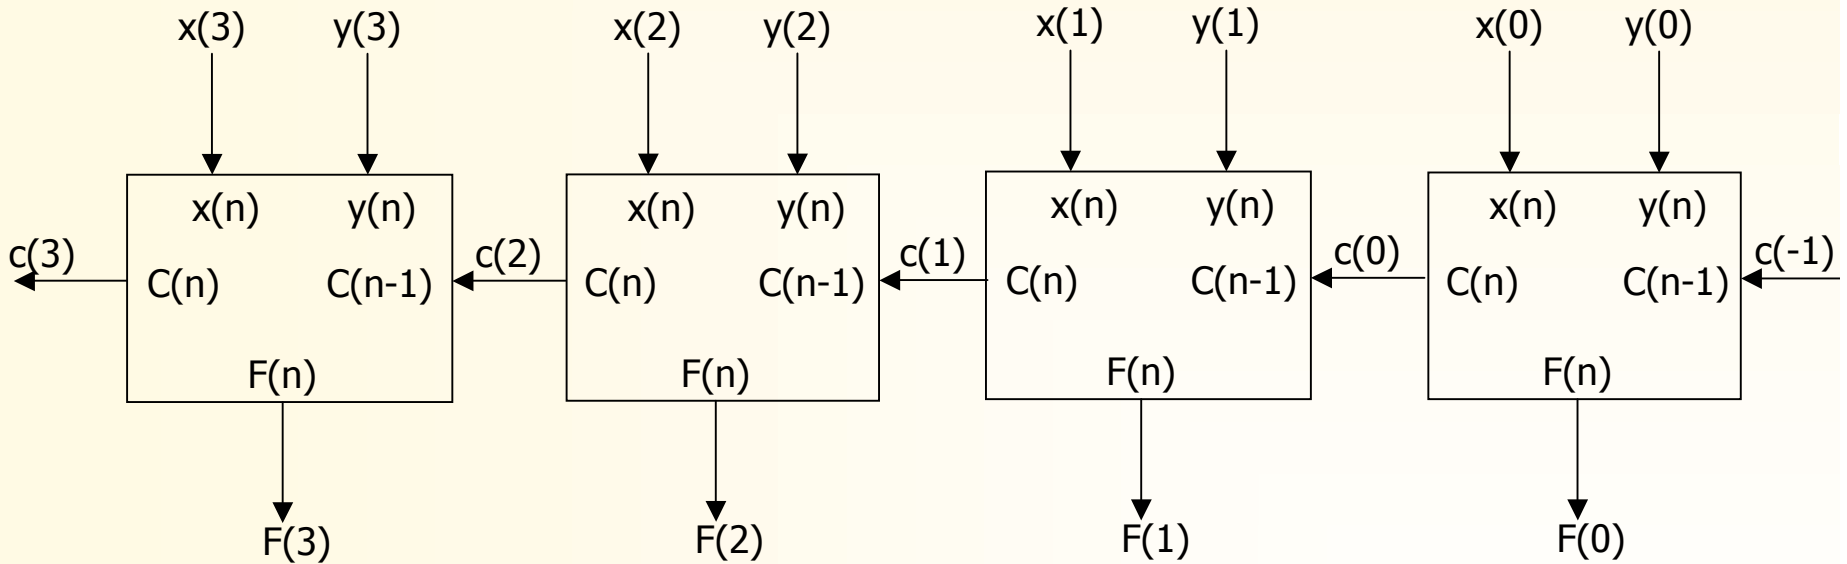 x(3) y(3) x(2) y(2) x(1) y(1) x(0) y(0)
x(n) y(n) x(n) y(n) x(n) y(n) x(n) y(n)
c(3) c(2) c(1) c(0) c(-1)
C(n) C(n-1) C(n) C(n-1) C(n) C(n-1) C(n) C(n-1)
F(n) F(n) F(n) F(n)
F(3) F(2) F(1) F(0)